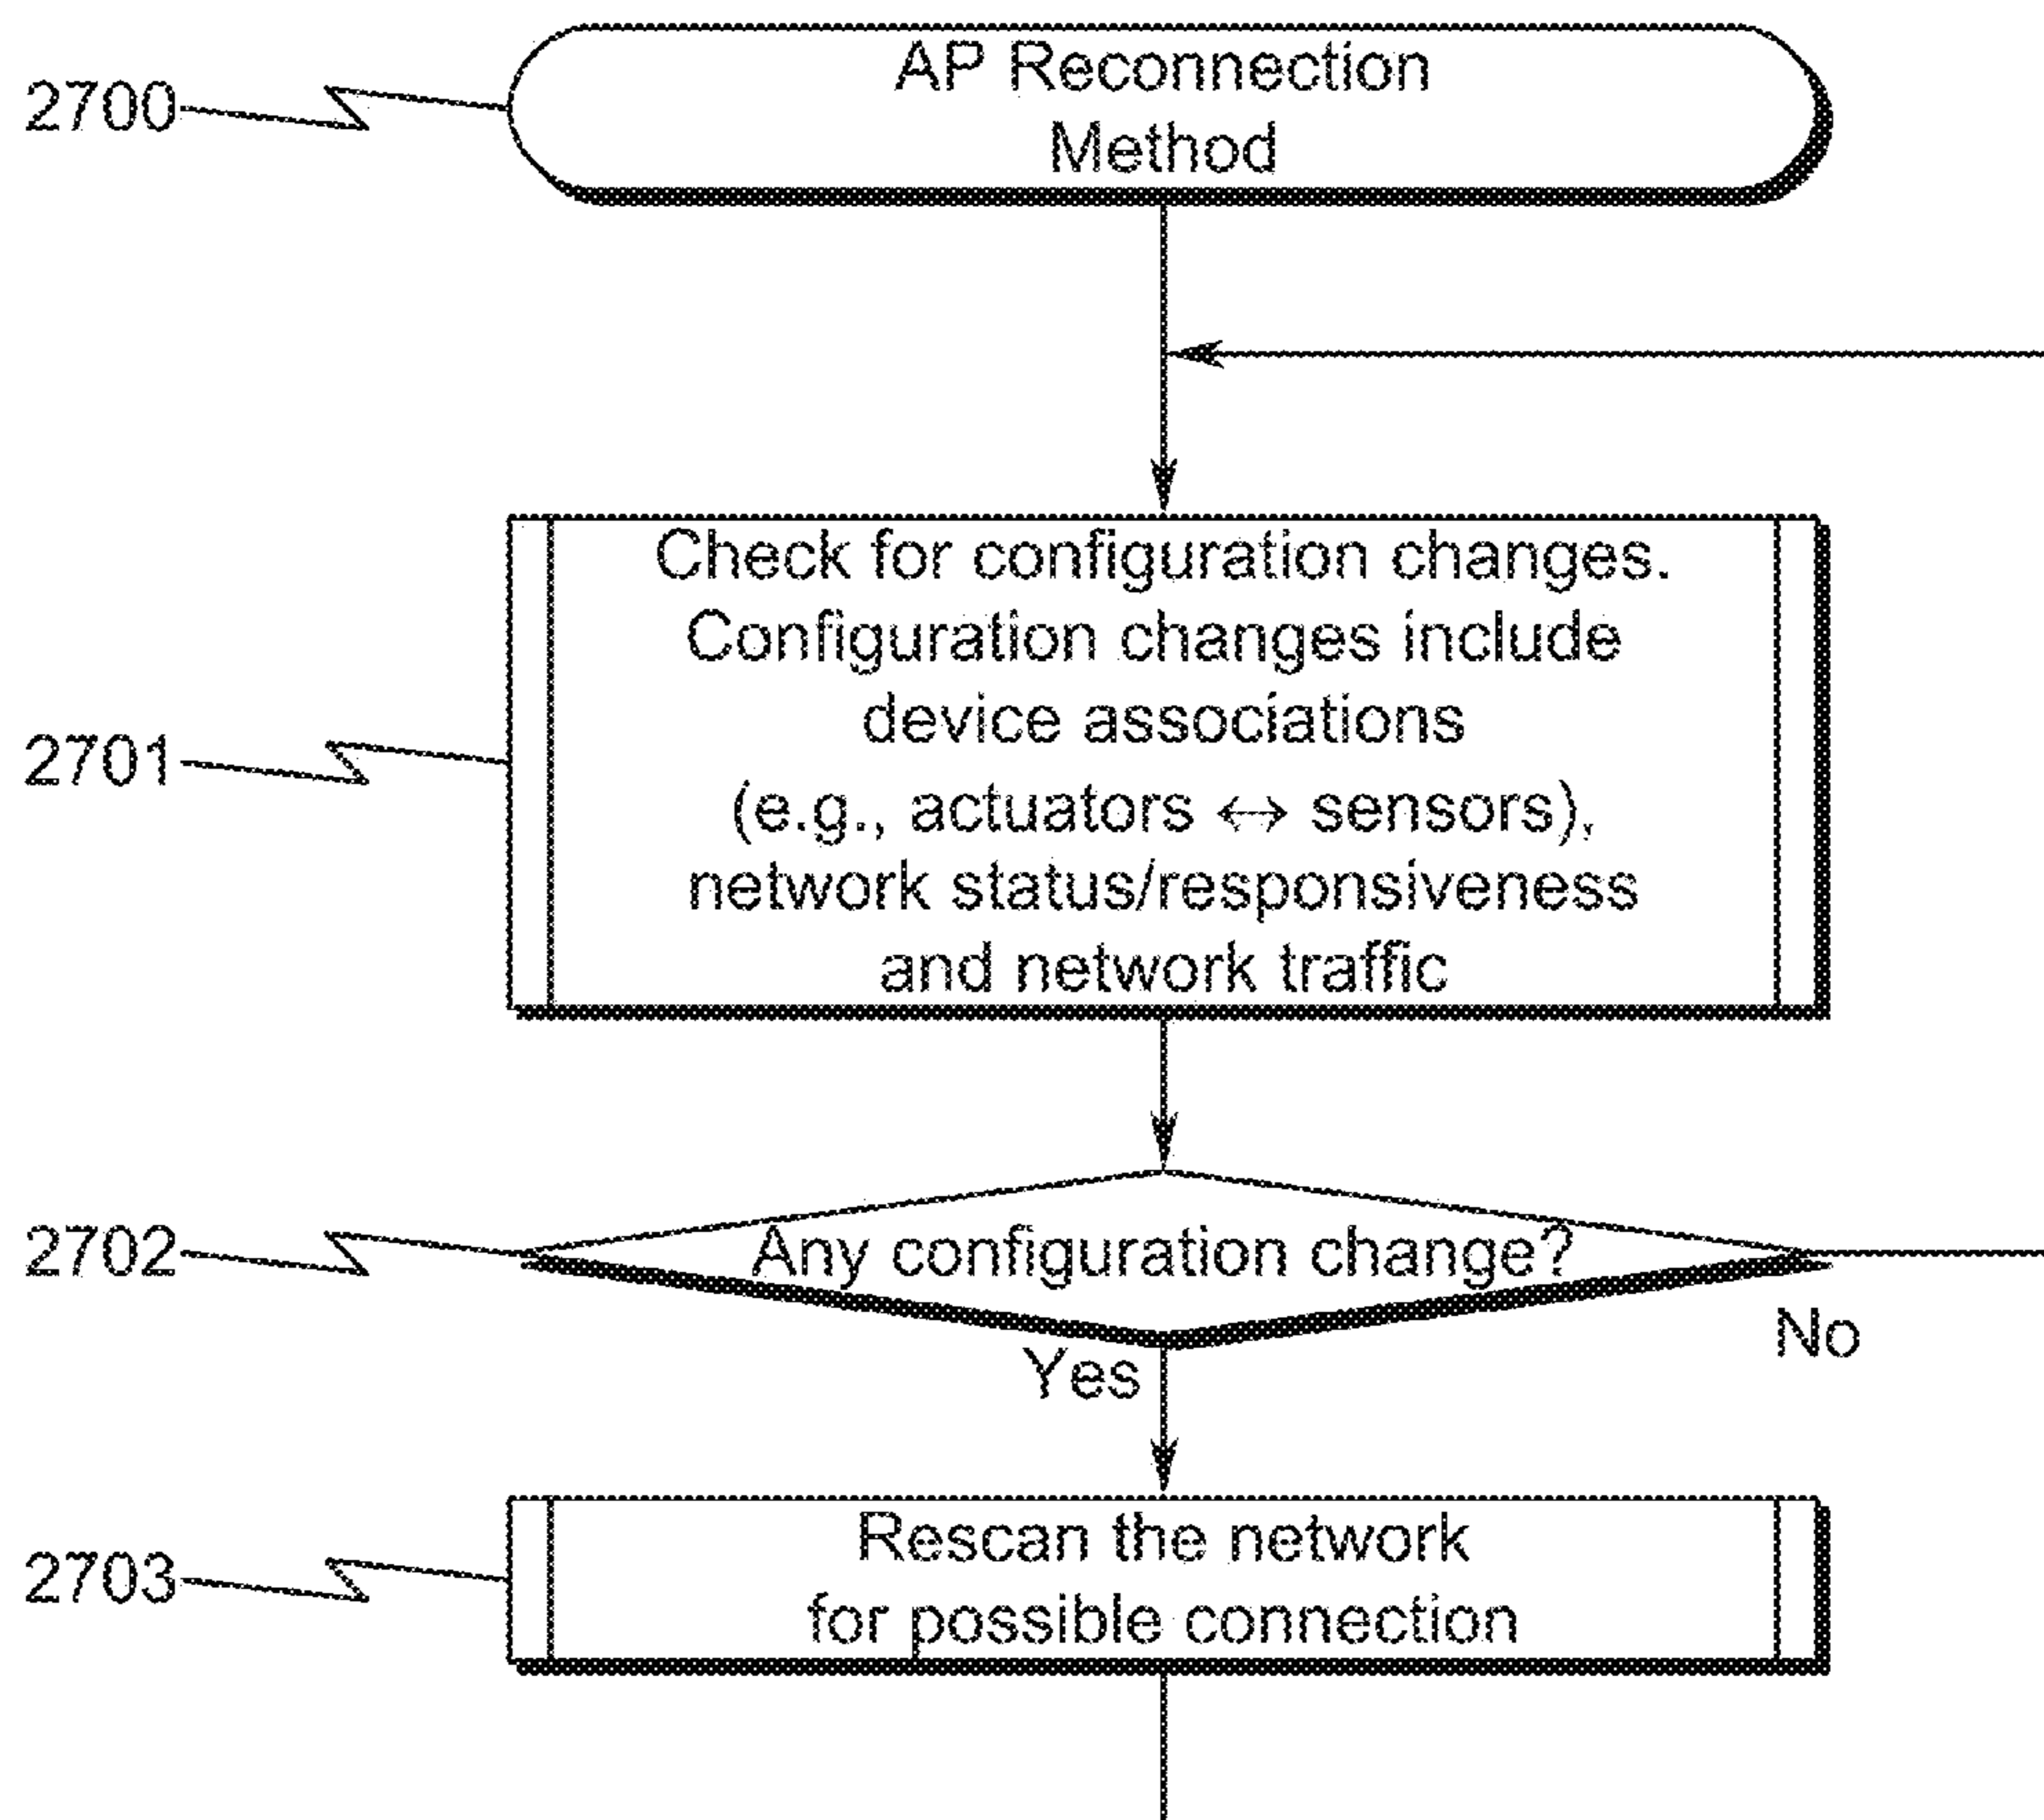 2700
AP Reconnection
Method
2701
Check for configuration changes.
Configuration changes include
device associations
(e.g., actuators ↔ sensors),
network status/responsiveness
and network traffic
2702
Any configuration change?
No
Yes
2703
Rescan the network
for possible connection